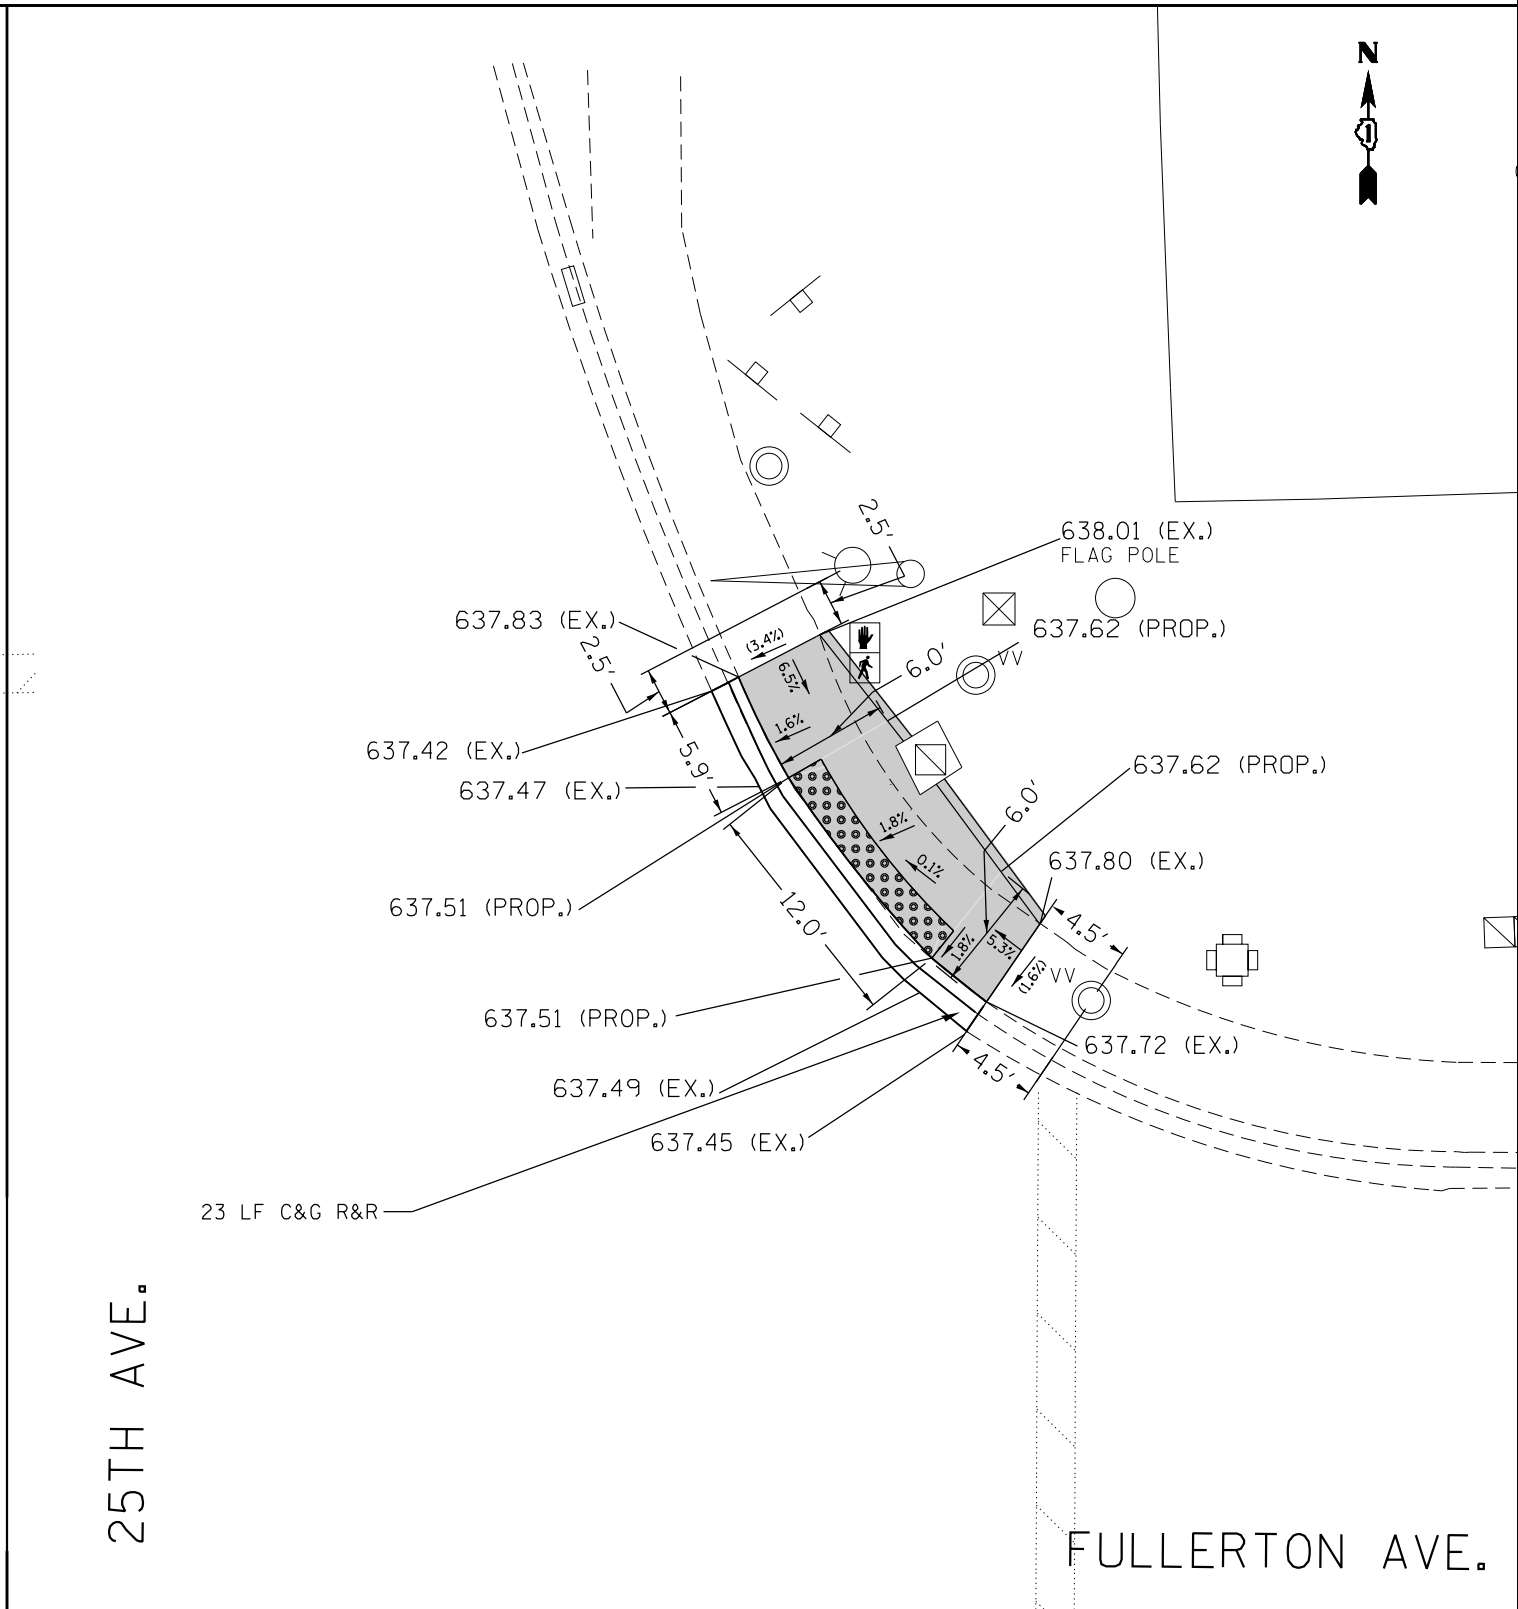 N
1
2.5'
638.01 (EX.)
FLAG POLE
637.83 (EX.)
637.62 (PROP.)
(3.4%)
2.5'
6.5%
6.0'
VV
1.6%
637.42 (EX.)
5.9'
637.62 (PROP.)
637.47 (EX.)
6.0'
1.8%
0.1%
637.80 (EX.)
637.51 (PROP.)
12.0'
4.5'
1.8%
5.3%
(1.6%)
VV
637.51 (PROP.)
637.72 (EX.)
4.5'
637.49 (EX.)
637.45 (EX.)
23 LF C&G R&R
25TH AVE.
FULLERTON AVE.